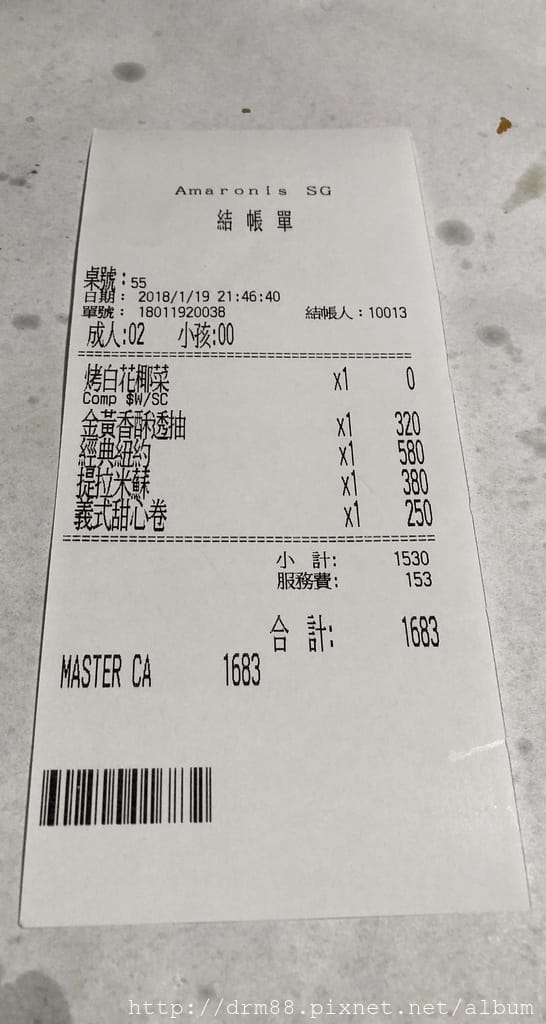 Amaronis SG
結帳單
桌號:55
日期: 2018/1/19 21:46:40
單號: 18011920038 結帳人:10013
成人:02 小孩:00
烤白花椰菜 x1 0
Comp $W/SC
金黃香酥透抽 x1 320
經典紐約 x1 580
提拉米蘇 x1 380
義式甜心卷 x1 250
小 計: 1530
服務費: 153
合 計: 1683
MASTER CA 1683
http://drm88.pixnet.net/album